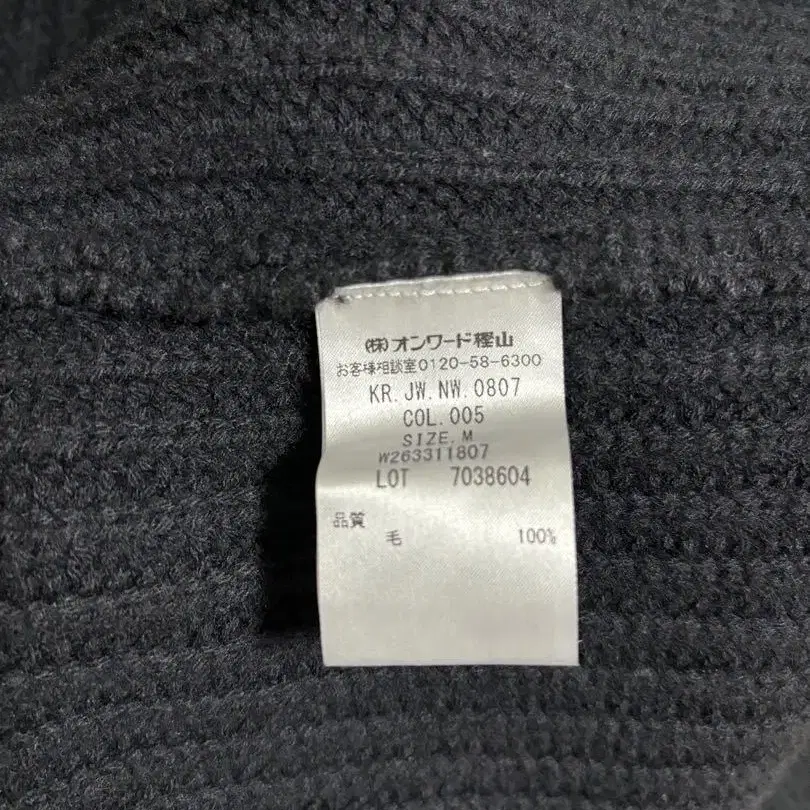 (株)オンワード樫山
お客様相談室0120-58-6300
KR.JW.NW.0807
COL.005
SIZE.M
W263311807
LOT 7038604
品質
毛 100%